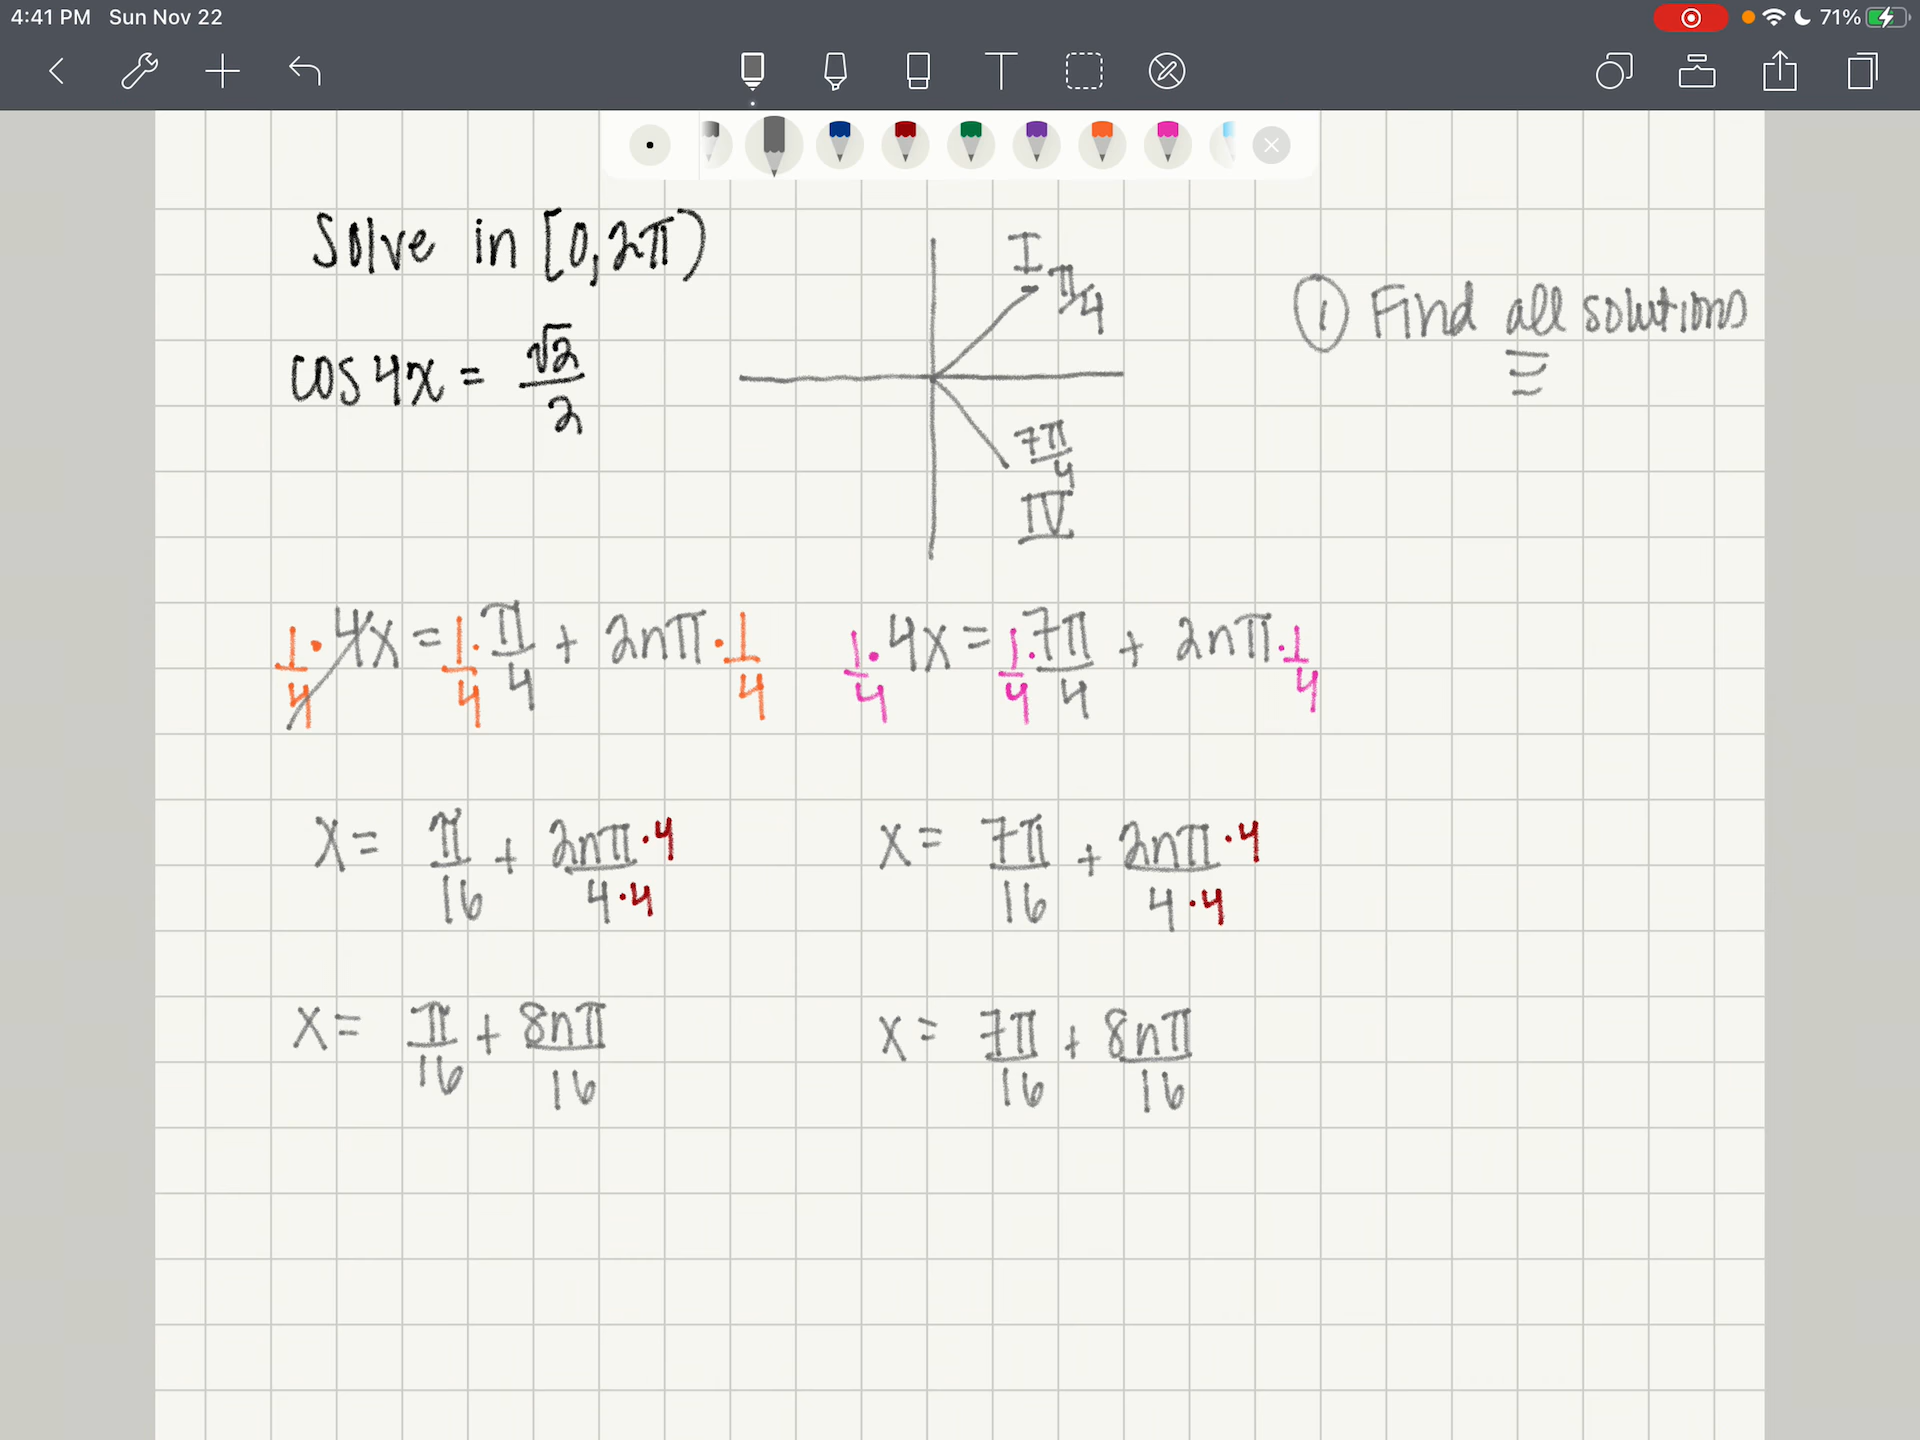 4:41 PM Sun Nov 22
71%
T
Solve in [0,2π)
cos 4x = √2/2
I
π/4
7π/4
IV
① Find all solutions
1/4 · 4x = 1/4 · π/4 + 2nπ · 1/4
1/4 · 4x = 1/4 · 7π/4 + 2nπ · 1/4
x = π/16 + 2nπ·4/4·4
x = 7π/16 + 2nπ·4/4·4
x = π/16 + 8nπ/16
x = 7π/16 + 8nπ/16